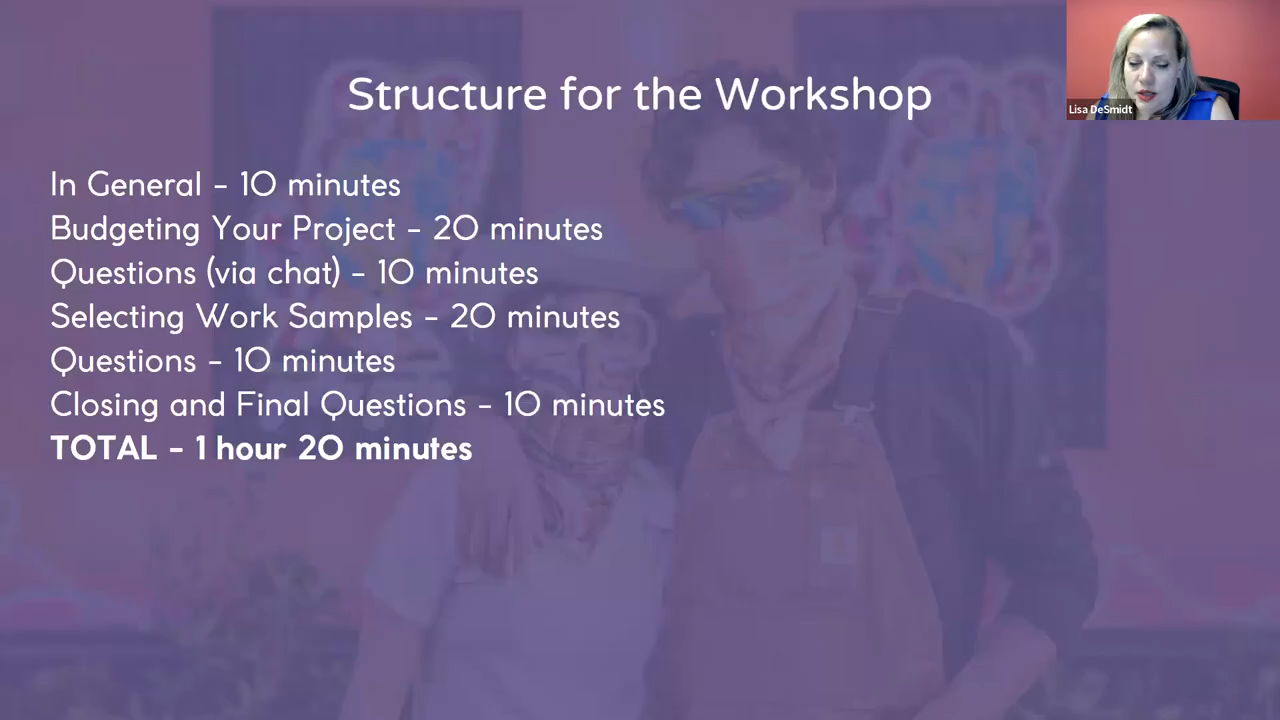 Structure for the Workshop
Lisa DeSmidt
In General - 10 minutes
Budgeting Your Project - 20 minutes
Questions (via chat) - 10 minutes
Selecting Work Samples - 20 minutes
Questions - 10 minutes
Closing and Final Questions - 10 minutes
TOTAL - 1 hour 20 minutes